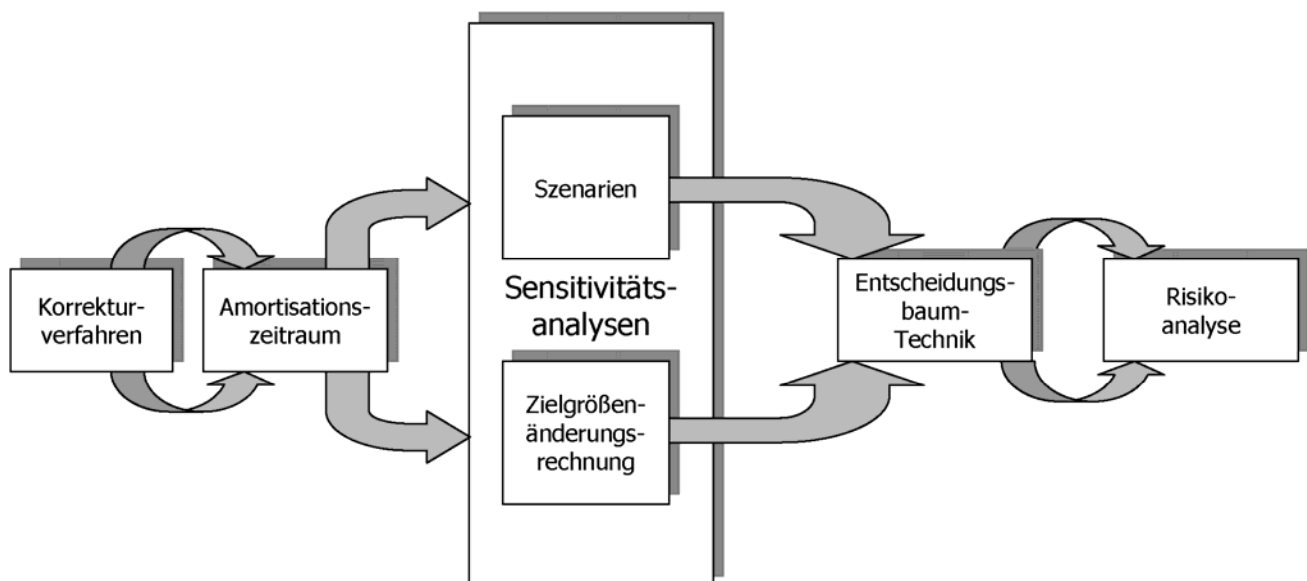 Korrektur-
verfahren
Amortisations-
zeitraum
Szenarien
Sensitivitäts-
analysen
Zielgrößen-
änderungs-
rechnung
Entscheidungs-
baum-
Technik
Risiko-
analyse